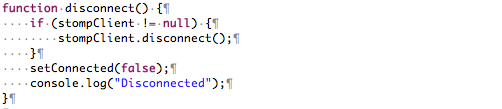 function disconnect() {
    if (stompClient != null) {
        stompClient.disconnect();
    }
    setConnected(false);
    console.log("Disconnected");
}